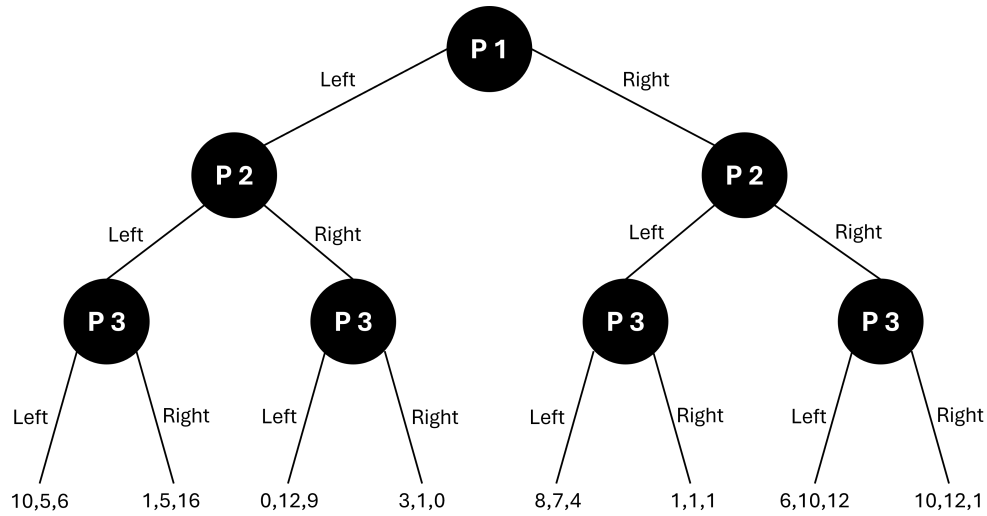 P 1
Left
Right
P 2
P 2
Left
Right
Left
Right
P 3
P 3
P 3
P 3
Left
Right
Left
Right
Left
Right
Left
Right
10,5,6
1,5,16
0,12,9
3,1,0
8,7,4
1,1,1
6,10,12
10,12,1